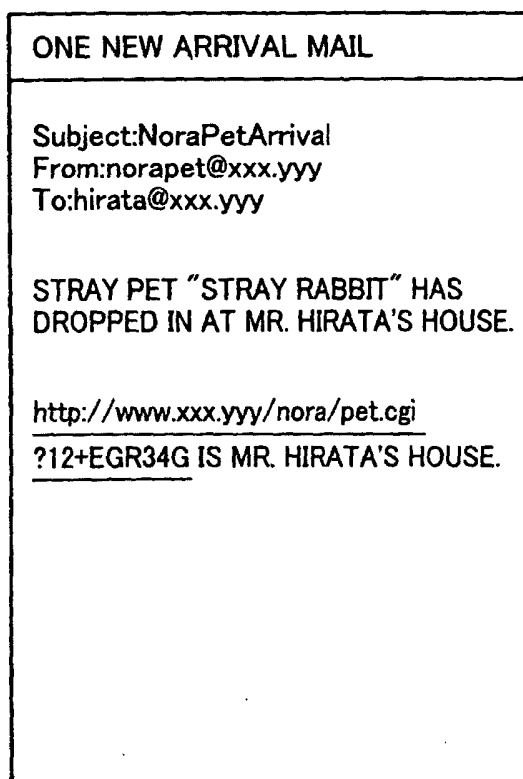 ONE NEW ARRIVAL MAIL
Subject:NoraPetArrival
From:norapet@xxx.yyy
To:hirata@xxx.yyy
STRAY PET "STRAY RABBIT" HAS
DROPPED IN AT MR. HIRATA'S HOUSE.
http://www.xxx.yyy/nora/pet.cgi
?12+EGR34G IS MR. HIRATA'S HOUSE.